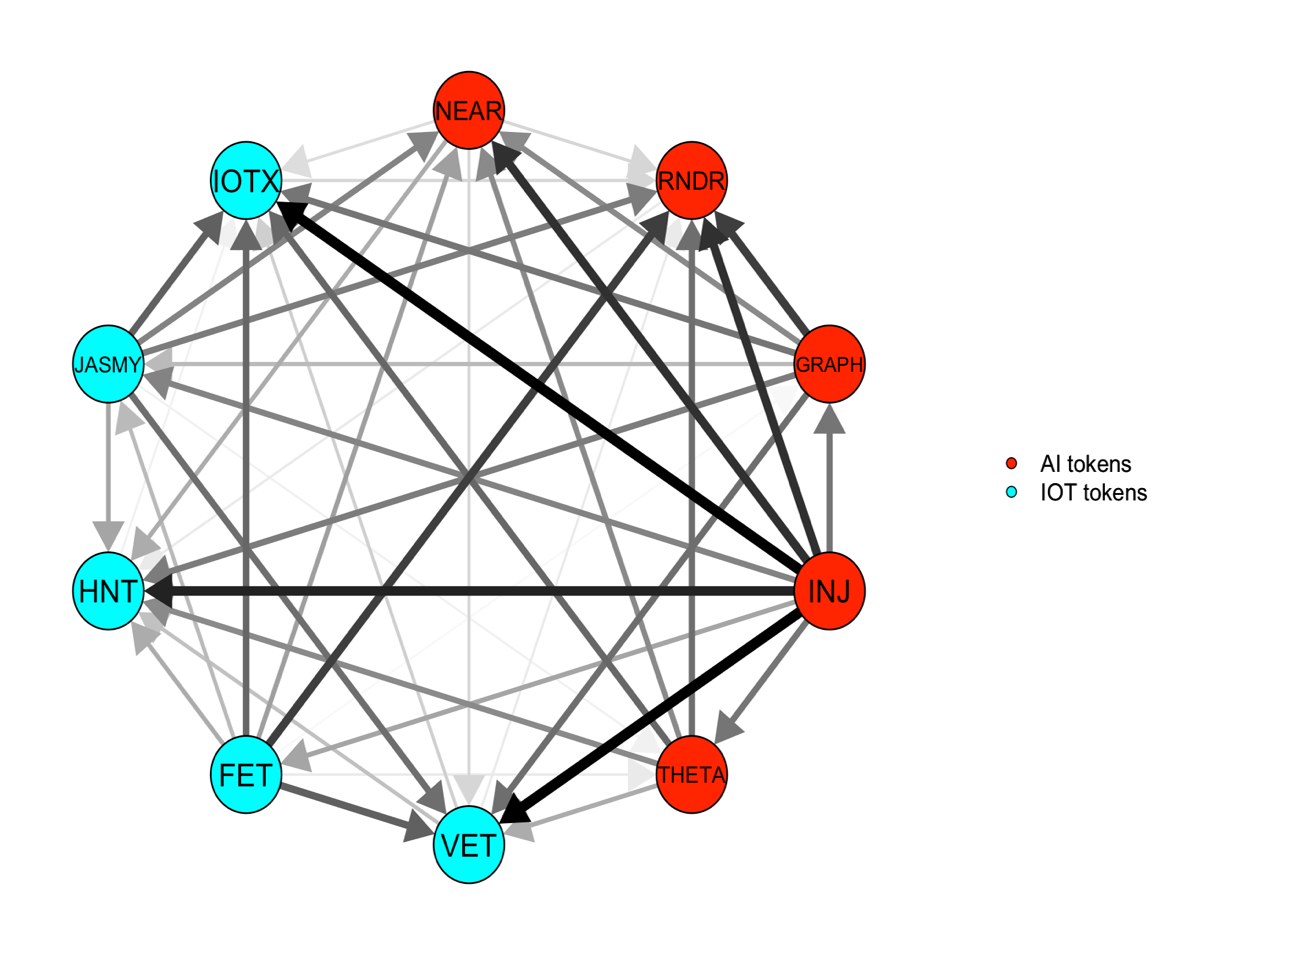 NEAR
IOTX
RNDR
JASMY
GRAPH
AI tokens
IOT tokens
HNT
INJ
FET
THETA
VET